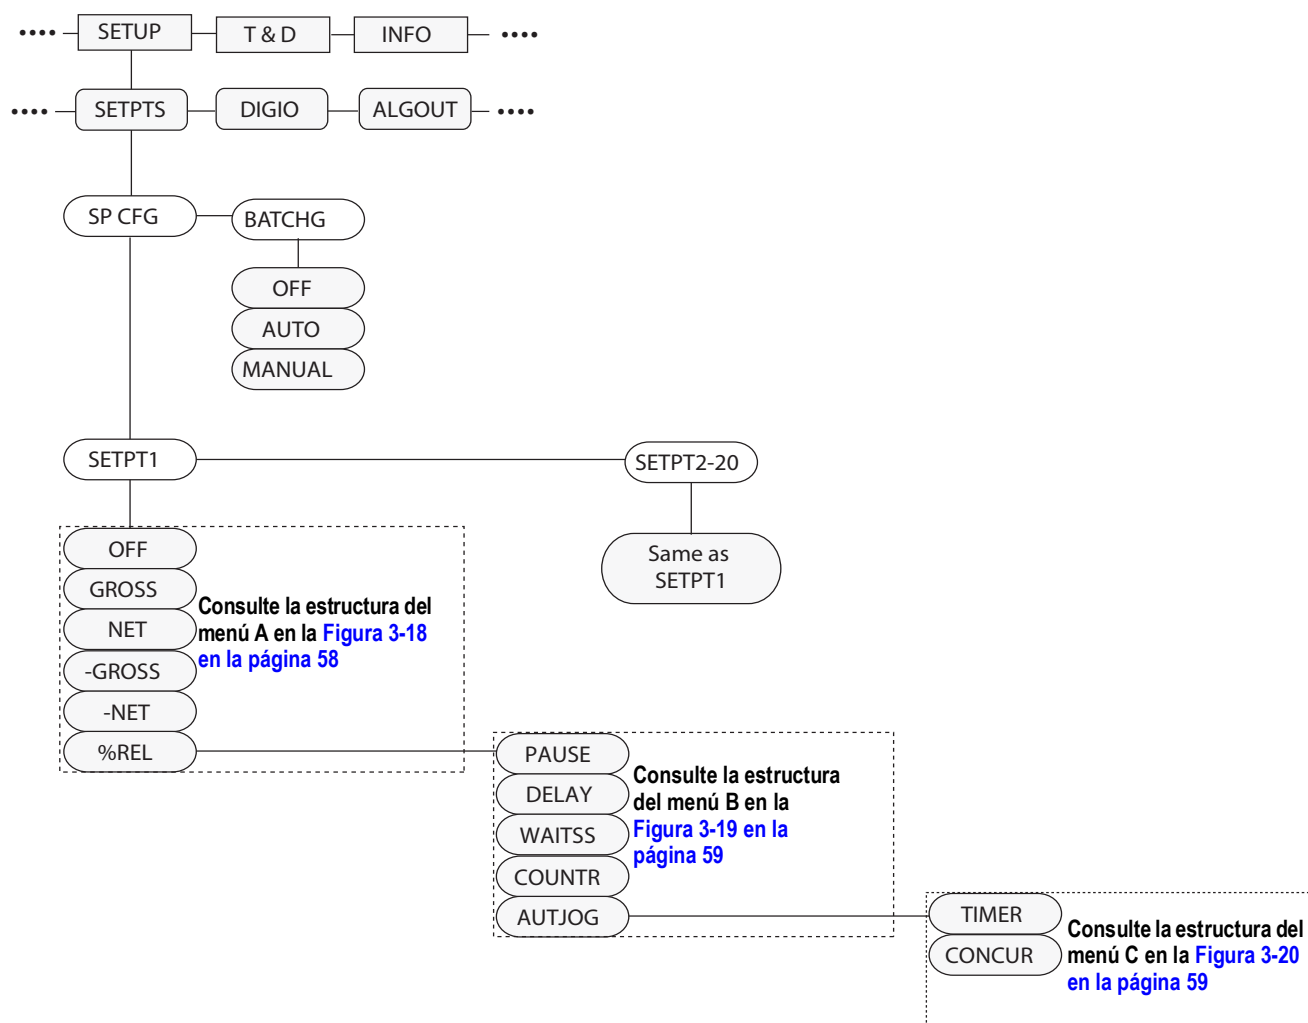 •••• SETUP T & D INFO ••••
•••• SETPTS DIGIO ALGOUT ••••
SP CFG BATCHG
OFF
AUTO
MANUAL
SETPT1 SETPT2-20
Same as
SETPT1
OFF
GROSS
NET
-GROSS
-NET
%REL
Consulte la estructura del
menú A en la Figura 3-18
en la página 58
PAUSE
DELAY
WAITSS
COUNTR
AUTJOG
Consulte la estructura
del menú B en la
Figura 3-19 en la
página 59
TIMER
CONCUR
Consulte la estructura del
menú C en la Figura 3-20
en la página 59